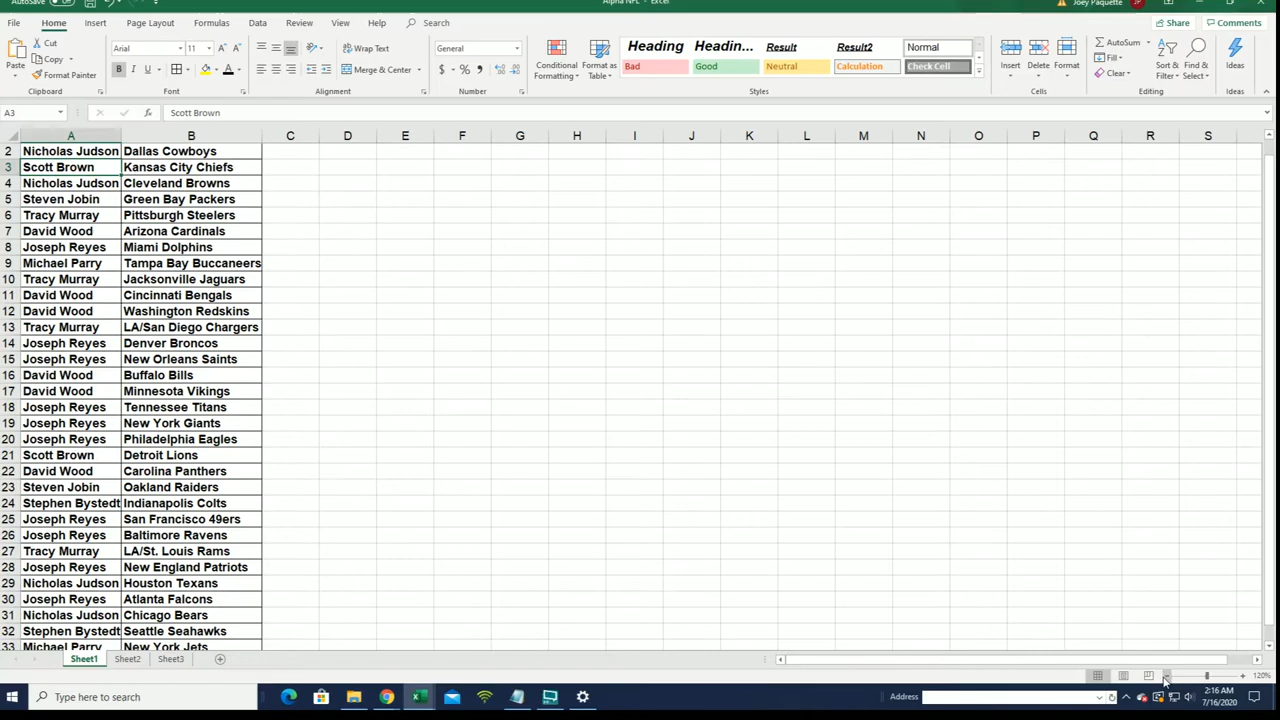 AutoSave Off Alpha NFL - Excel Joey Paquette JP
File Home Insert Page Layout Formulas Data Review View Help Search Share Comments
Cut
Copy
Format Painter
Paste
Clipboard
Arial 11
B I U
Font
Wrap Text
Merge & Center
Alignment
General
Number
Conditional Formatting
Format as Table
Heading Headin... Result Result2 Normal
Bad Good Neutral Calculation Check Cell
Styles
Insert Delete Format
Cells
AutoSum
Fill
Clear
Sort & Filter
Find & Select
Editing
Ideas
Ideas
A3 fx Scott Brown
A B C D E F G H I J K L M N O P Q R S
2 Nicholas Judson Dallas Cowboys
3 Scott Brown Kansas City Chiefs
4 Nicholas Judson Cleveland Browns
5 Steven Jobin Green Bay Packers
6 Tracy Murray Pittsburgh Steelers
7 David Wood Arizona Cardinals
8 Joseph Reyes Miami Dolphins
9 Michael Parry Tampa Bay Buccaneers
10 Tracy Murray Jacksonville Jaguars
11 David Wood Cincinnati Bengals
12 David Wood Washington Redskins
13 Tracy Murray LA/San Diego Chargers
14 Joseph Reyes Denver Broncos
15 Joseph Reyes New Orleans Saints
16 David Wood Buffalo Bills
17 David Wood Minnesota Vikings
18 Joseph Reyes Tennessee Titans
19 Joseph Reyes New York Giants
20 Joseph Reyes Philadelphia Eagles
21 Scott Brown Detroit Lions
22 David Wood Carolina Panthers
23 Steven Jobin Oakland Raiders
24 Stephen Bystedt Indianapolis Colts
25 Joseph Reyes San Francisco 49ers
26 Joseph Reyes Baltimore Ravens
27 Tracy Murray LA/St. Louis Rams
28 Joseph Reyes New England Patriots
29 Nicholas Judson Houston Texans
30 Joseph Reyes Atlanta Falcons
31 Nicholas Judson Chicago Bears
32 Stephen Bystedt Seattle Seahawks
33 Michael Parry New York Jets
Sheet1 Sheet2 Sheet3
120%
Type here to search
Address
2:16 AM
7/16/2020